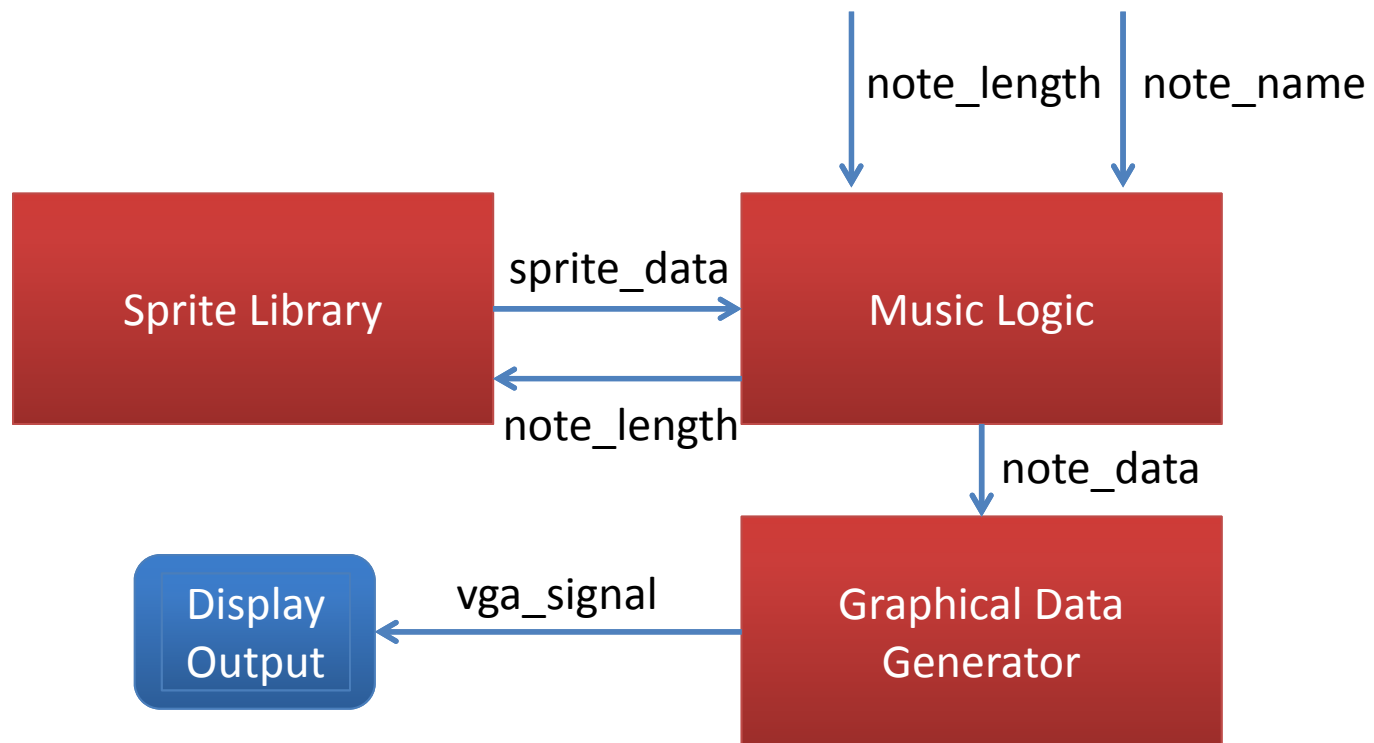 note_length
note_name
sprite_data
Sprite Library
Music Logic
note_length
note_data
Display
Output
vga_signal
Graphical Data
Generator